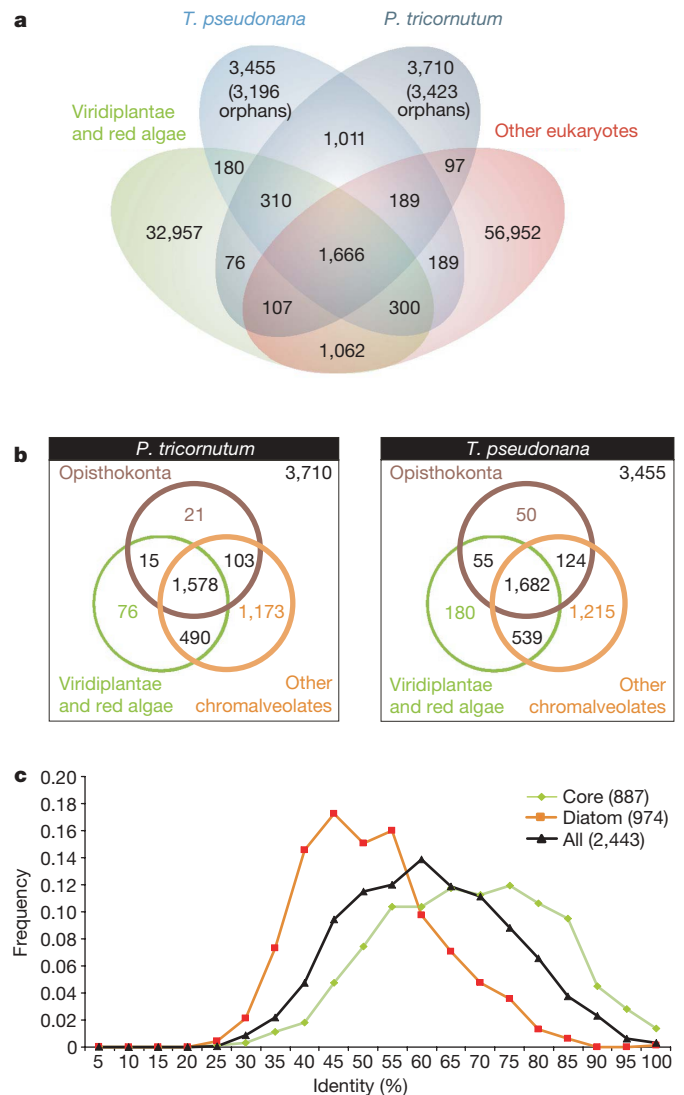 a
T. pseudonana
P. tricornutum
3,455
(3,196
orphans)
3,710
(3,423
orphans)
Viridiplantae
and red algae
Other eukaryotes
1,011
180
97
310
189
32,957
56,952
1,666
76
189
107
300
1,062
b
P. tricornutum
Opisthokonta
3,710
21
15
103
1,578
76
1,173
490
Viridiplantae
and red algae
Other
chromalveolates
T. pseudonana
Opisthokonta
3,455
50
55
124
1,682
180
1,215
539
Viridiplantae
and red algae
Other
chromalveolates
c
0.20
0.18
0.16
0.14
0.12
0.10
0.08
0.06
0.04
0.02
0
Frequency
Core (887)
Diatom (974)
All (2,443)
5 10 15 20 25 30 35 40 45 50 55 60 65 70 75 80 85 90 95 100
Identity (%)